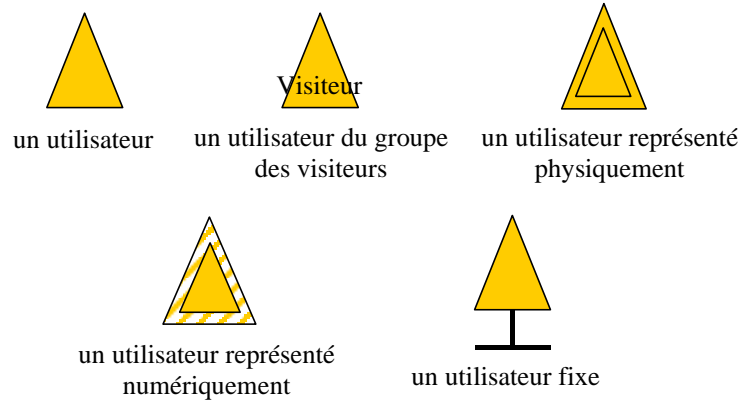 Visiteur
un utilisateur
un utilisateur du groupe
des visiteurs
un utilisateur représenté
physiquement
un utilisateur représenté
numériquement
un utilisateur fixe